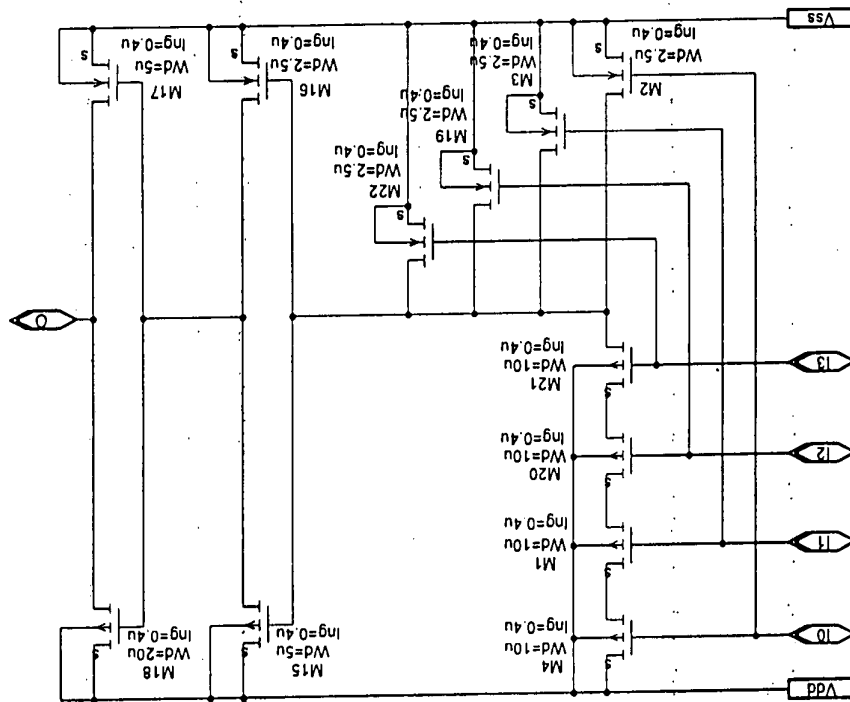 Vdd
M4
Wd=10u
lng=0.4u
M15
Wd=5u
lng=0.4u
M18
Wd=20u
lng=0.4u
s
s
s
I0
M1
Wd=10u
lng=0.4u
s
I1
M20
Wd=10u
lng=0.4u
s
I2
M21
Wd=10u
lng=0.4u
s
I3
O
M22
Wd=2.5u
lng=0.4u
s
M19
Wd=2.5u
lng=0.4u
s
M3
Wd=2.5u
lng=0.4u
s
M2
Wd=2.5u
lng=0.4u
s
M16
Wd=2.5u
lng=0.4u
s
M17
Wd=5u
lng=0.4u
s
Vss